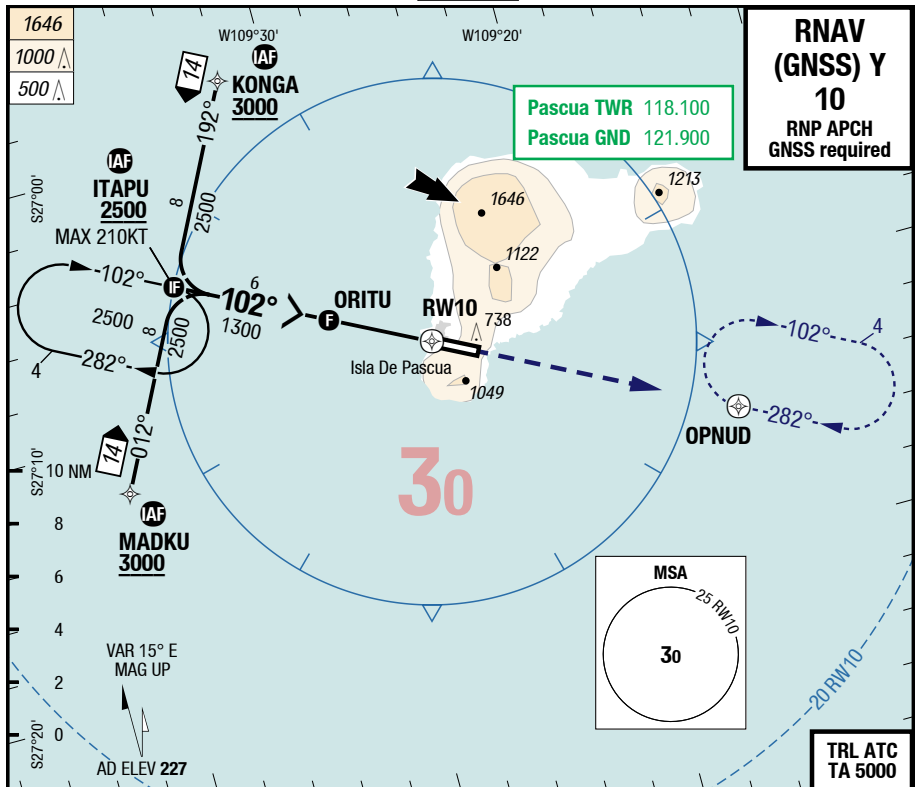 1646
1000
500
W109°30'
W109°20'
RNAV
(GNSS) Y
10
RNP APCH
GNSS required
IAF
KONGA
3000
14
192°
Pascua TWR 118.100
Pascua GND 121.900
IAF
ITAPU
2500
MAX 210KT
S27°00'
8
2500
1646
1213
1122
IF
102°
6
102°
1300
F
ORITU
RW10
738
Isla De Pascua
1049
2500
8
2500
4
282°
102°
4
282°
OPNUD
14
012°
S27°10'
10 NM
IAF
MADKU
3000
30
8
6
4
2
0
MSA
25 RW10
30
VAR 15° E
MAG UP
20 RW10
S27°20'
AD ELEV 227
TRL ATC
TA 5000